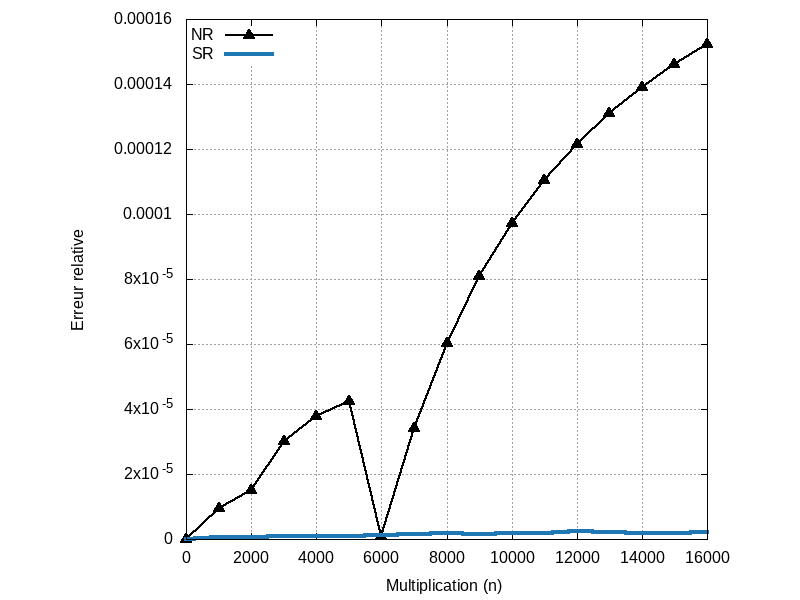 0.00016
NR
SR
0.00014
0.00012
0.0001
8x10⁻⁵
6x10⁻⁵
4x10⁻⁵
2x10⁻⁵
0
Erreur relative
0 2000 4000 6000 8000 10000 12000 14000 16000
Multiplication (n)